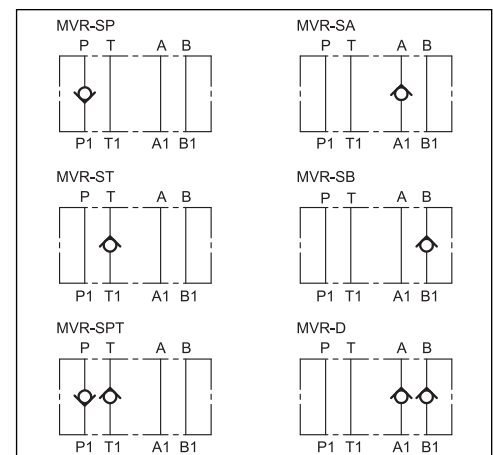 MVR-SP
P T A B
P1 T1 A1 B1
MVR-SA
P T A B
P1 T1 A1 B1
MVR-ST
P T A B
P1 T1 A1 B1
MVR-SB
P T A B
P1 T1 A1 B1
MVR-SPT
P T A B
P1 T1 A1 B1
MVR-D
P T A B
P1 T1 A1 B1